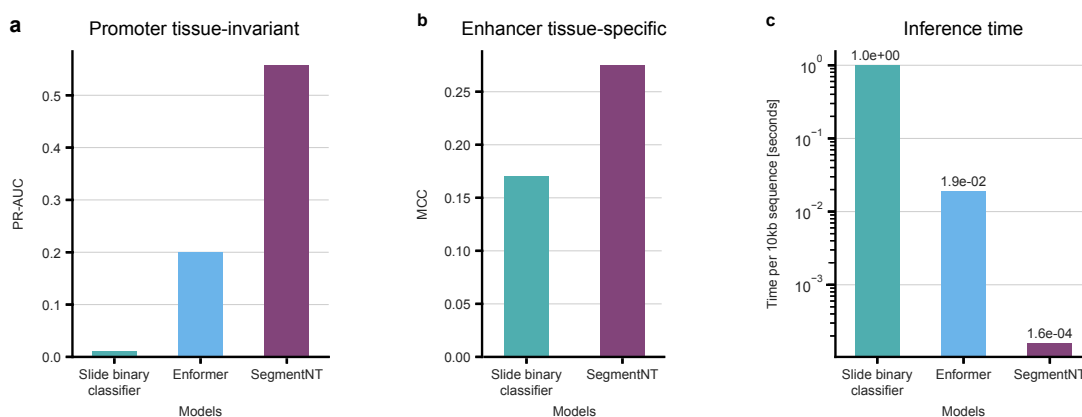 a
Promoter tissue-invariant
PR-AUC
0.5
0.4
0.3
0.2
0.1
0.0
Slide binary
classifier
Enformer
SegmentNT
Models
b
Enhancer tissue-specific
MCC
0.25
0.20
0.15
0.10
0.05
0.00
Slide binary
classifier
SegmentNT
Models
c
Inference time
Time per 10kb sequence [seconds]
10⁰
10⁻¹
10⁻²
10⁻³
1.0e+00
1.9e-02
1.6e-04
Slide binary
classifier
Enformer
SegmentNT
Models